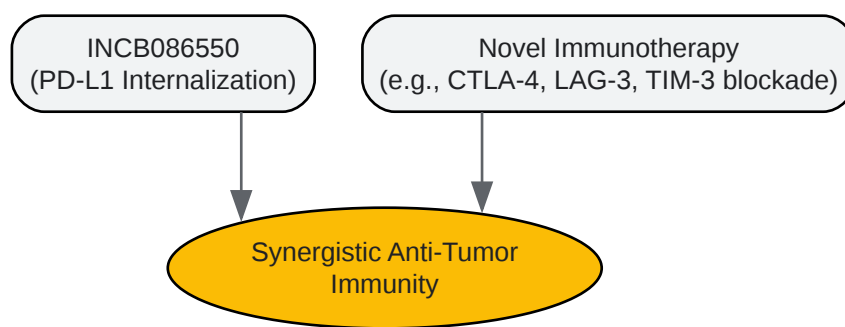 INCB086550
(PD-L1 Internalization)
Novel Immunotherapy
(e.g., CTLA-4, LAG-3, TIM-3 blockade)
Synergistic Anti-Tumor
Immunity